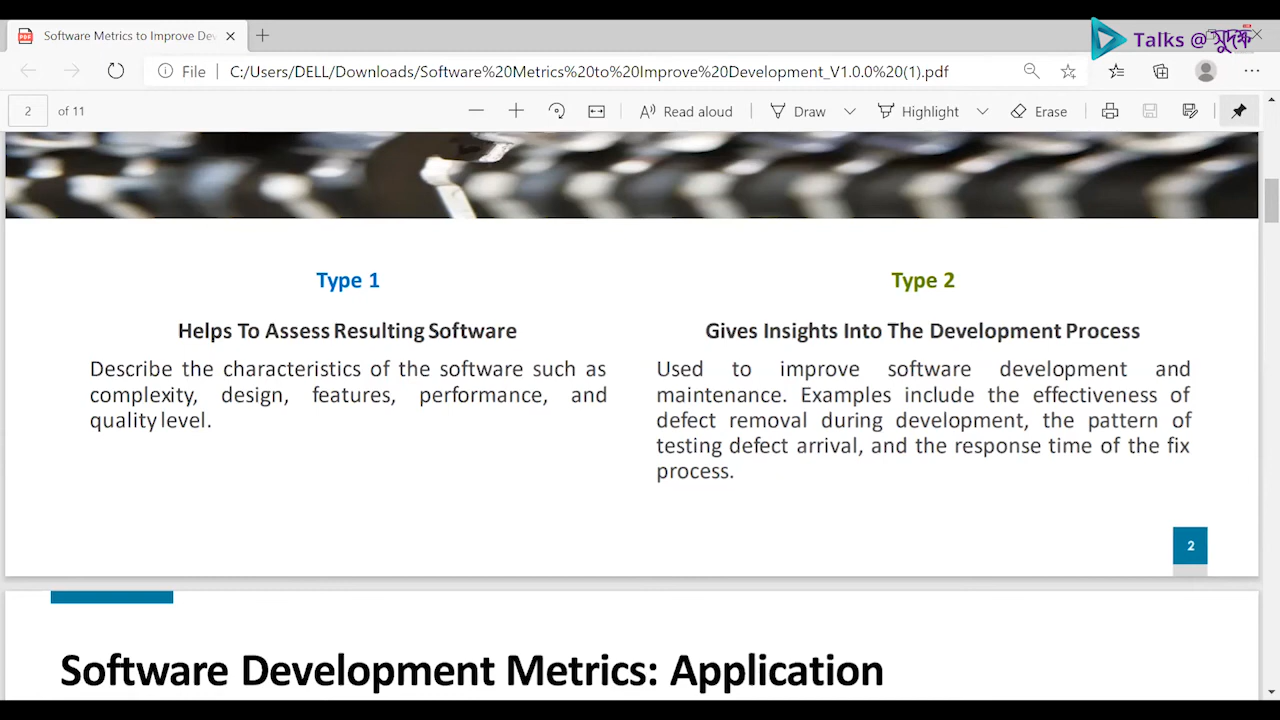 Software Metrics to Improve Dev
Talks @ সুদক্ষ
File
C:/Users/DELL/Downloads/Software%20Metrics%20to%20Improve%20Development_V1.0.0%20(1).pdf
2 of 11
Read aloud
Draw
Highlight
Erase
Type 1
Helps To Assess Resulting Software
Describe the characteristics of the software such as
complexity, design, features, performance, and
quality level.
Type 2
Gives Insights Into The Development Process
Used to improve software development and
maintenance. Examples include the effectiveness of
defect removal during development, the pattern of
testing defect arrival, and the response time of the fix
process.
2
Software Development Metrics: Application